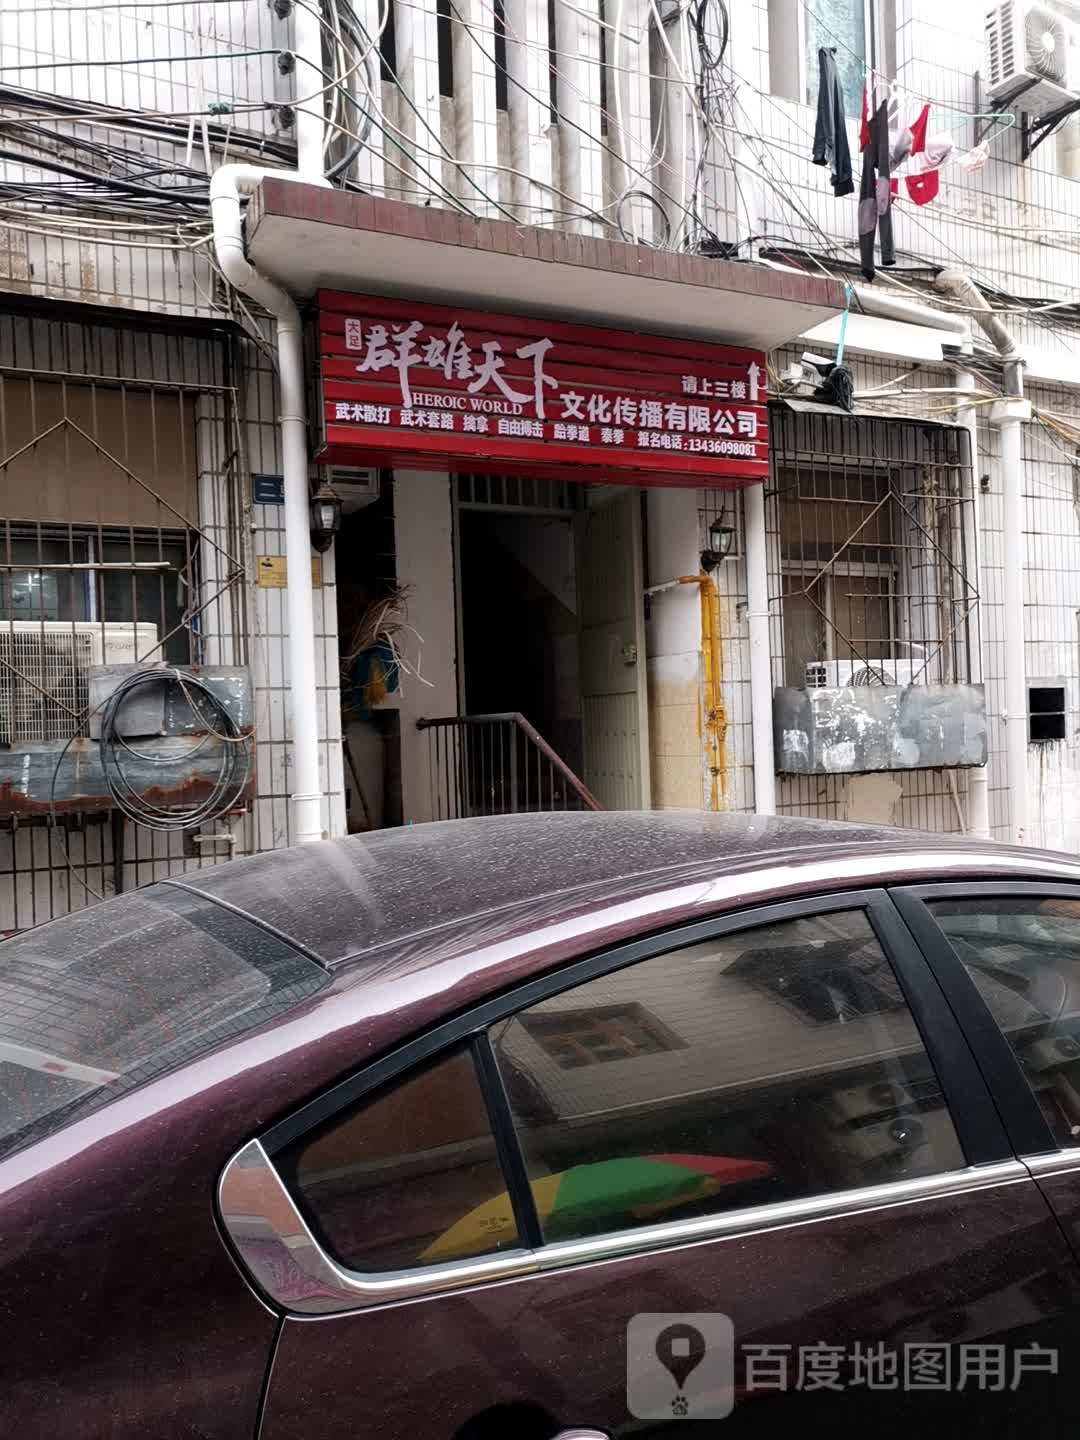 大足
群雄天下
HEROIC WORLD
请上三楼
文化传播有限公司
武术散打 武术套路 擒拿 自由搏击 跆拳道 泰拳 报名电话:13436098081
百度地图用户